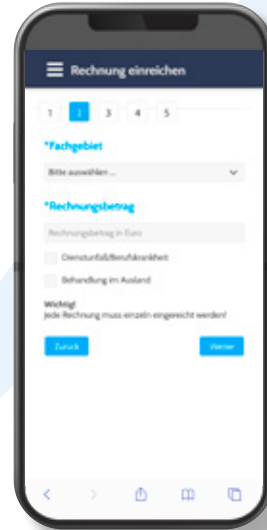 Rechnung einreichen
1 2 3 4 5
*Fachgebiet
Bitte auswählen ...
*Rechnungsbetrag
Rechnungsbetrag in Euro
Dienstunfall/Berufskrankheit
Behandlung im Ausland
Wichtig!
Jede Rechnung muss einzeln eingereicht werden!
Zurück
Weiter